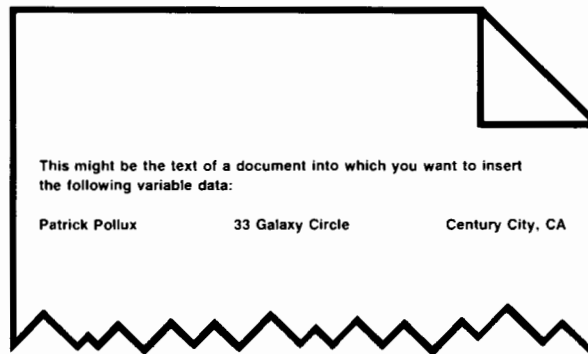 This might be the text of a document into which you want to insert
the following variable data:
Patrick Pollux 33 Galaxy Circle Century City, CA